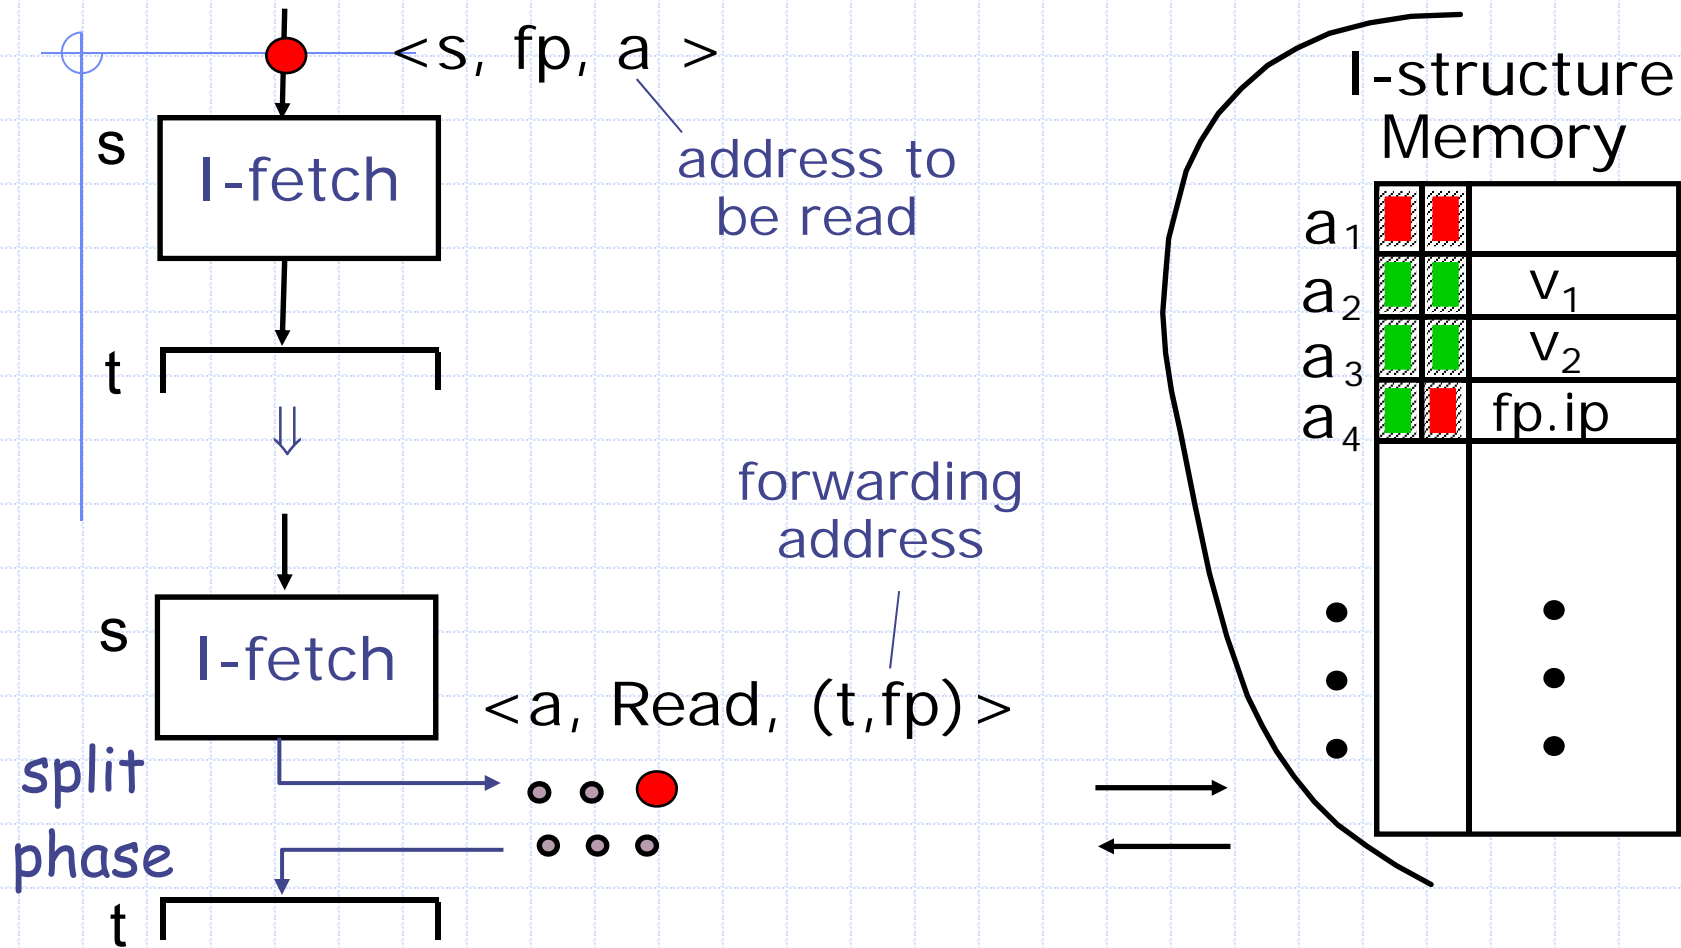 <s, fp, a >
s
I-fetch
address to
be read
t
⇓
forwarding
address
s
I-fetch
<a, Read, (t,fp)>
split
phase
t
I-structure
Memory
a1
a2 v1
a3 v2
a4 fp.ip